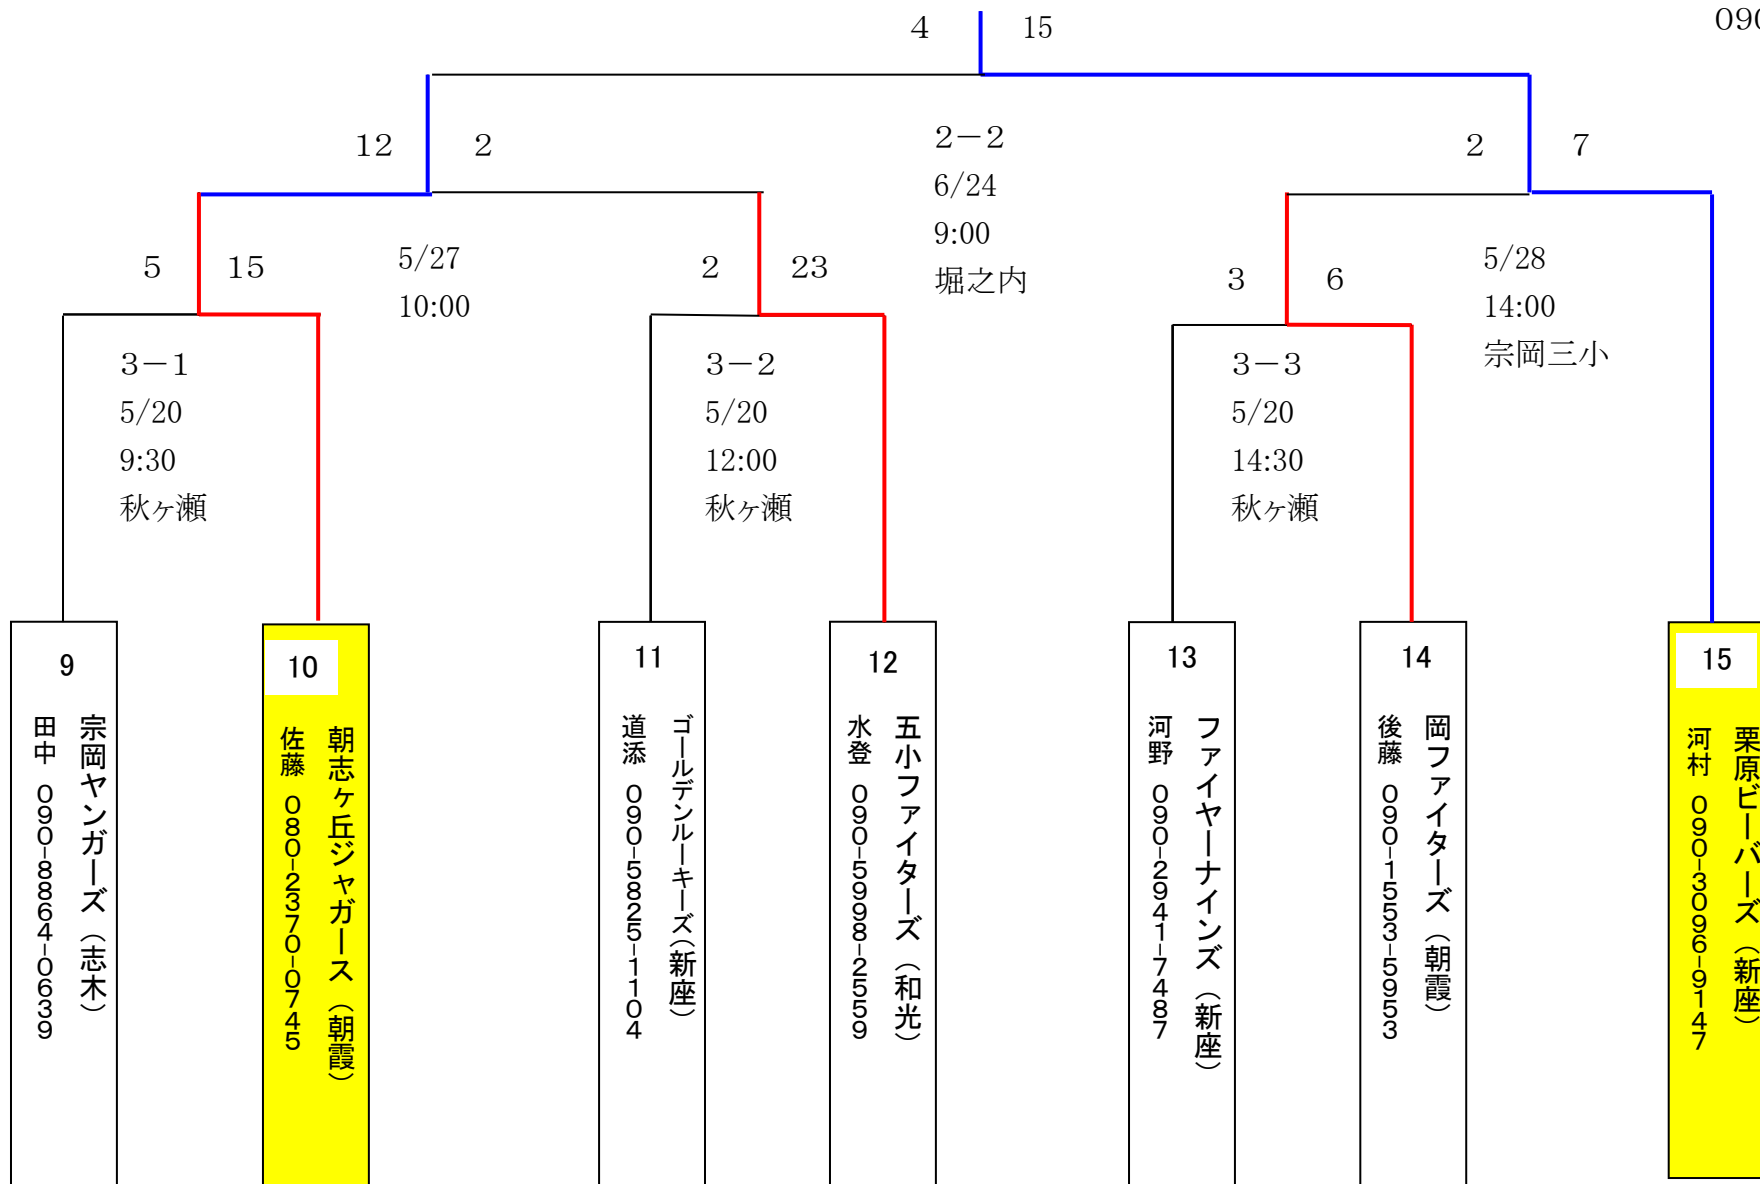 4
15
090
12
2
2－2
6/24
9:00
堀之内
2
7
5
15
5/27
10:00
2
23
3
6
5/28
14:00
宗岡三小
3－1
5/20
9:30
秋ヶ瀬
3－2
5/20
12:00
秋ヶ瀬
3－3
5/20
14:30
秋ヶ瀬
9
宗岡ヤンガーズ（志木）
田中 090-8864-0639
10
朝志ヶ丘ジャガース（朝霞）
佐藤 080-2370-0745
11
ゴールデンルーキーズ(新座)
道添 090-5825-1104
12
五小ファイターズ（和光）
水登 090-5998-2559
13
ファイヤーナインズ（新座）
河野 090-2941-7487
14
岡ファイターズ（朝霞）
後藤 090-1553-5953
15
栗原ビーバーズ（新座）
河村 090-3096-9147